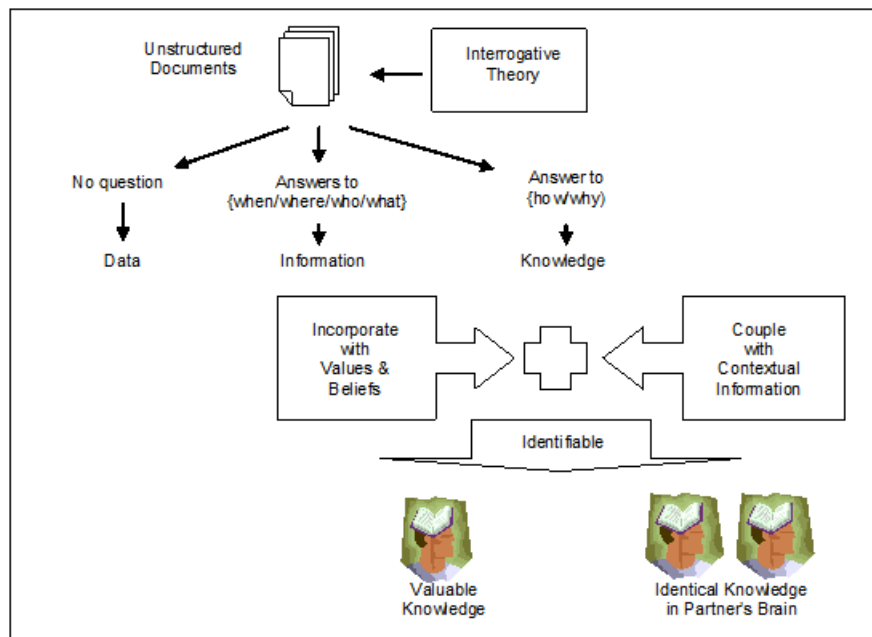 Unstructured
Documents
Interrogative
Theory
No question
Answers to
{when/where/who/what}
Answer to
{how/why)
Data
Information
Knowledge
Incorporate
with
Values &
Beliefs
Couple
with
Contextual
Information
Identifiable
Valuable
Knowledge
Identical Knowledge
in Partner's Brain